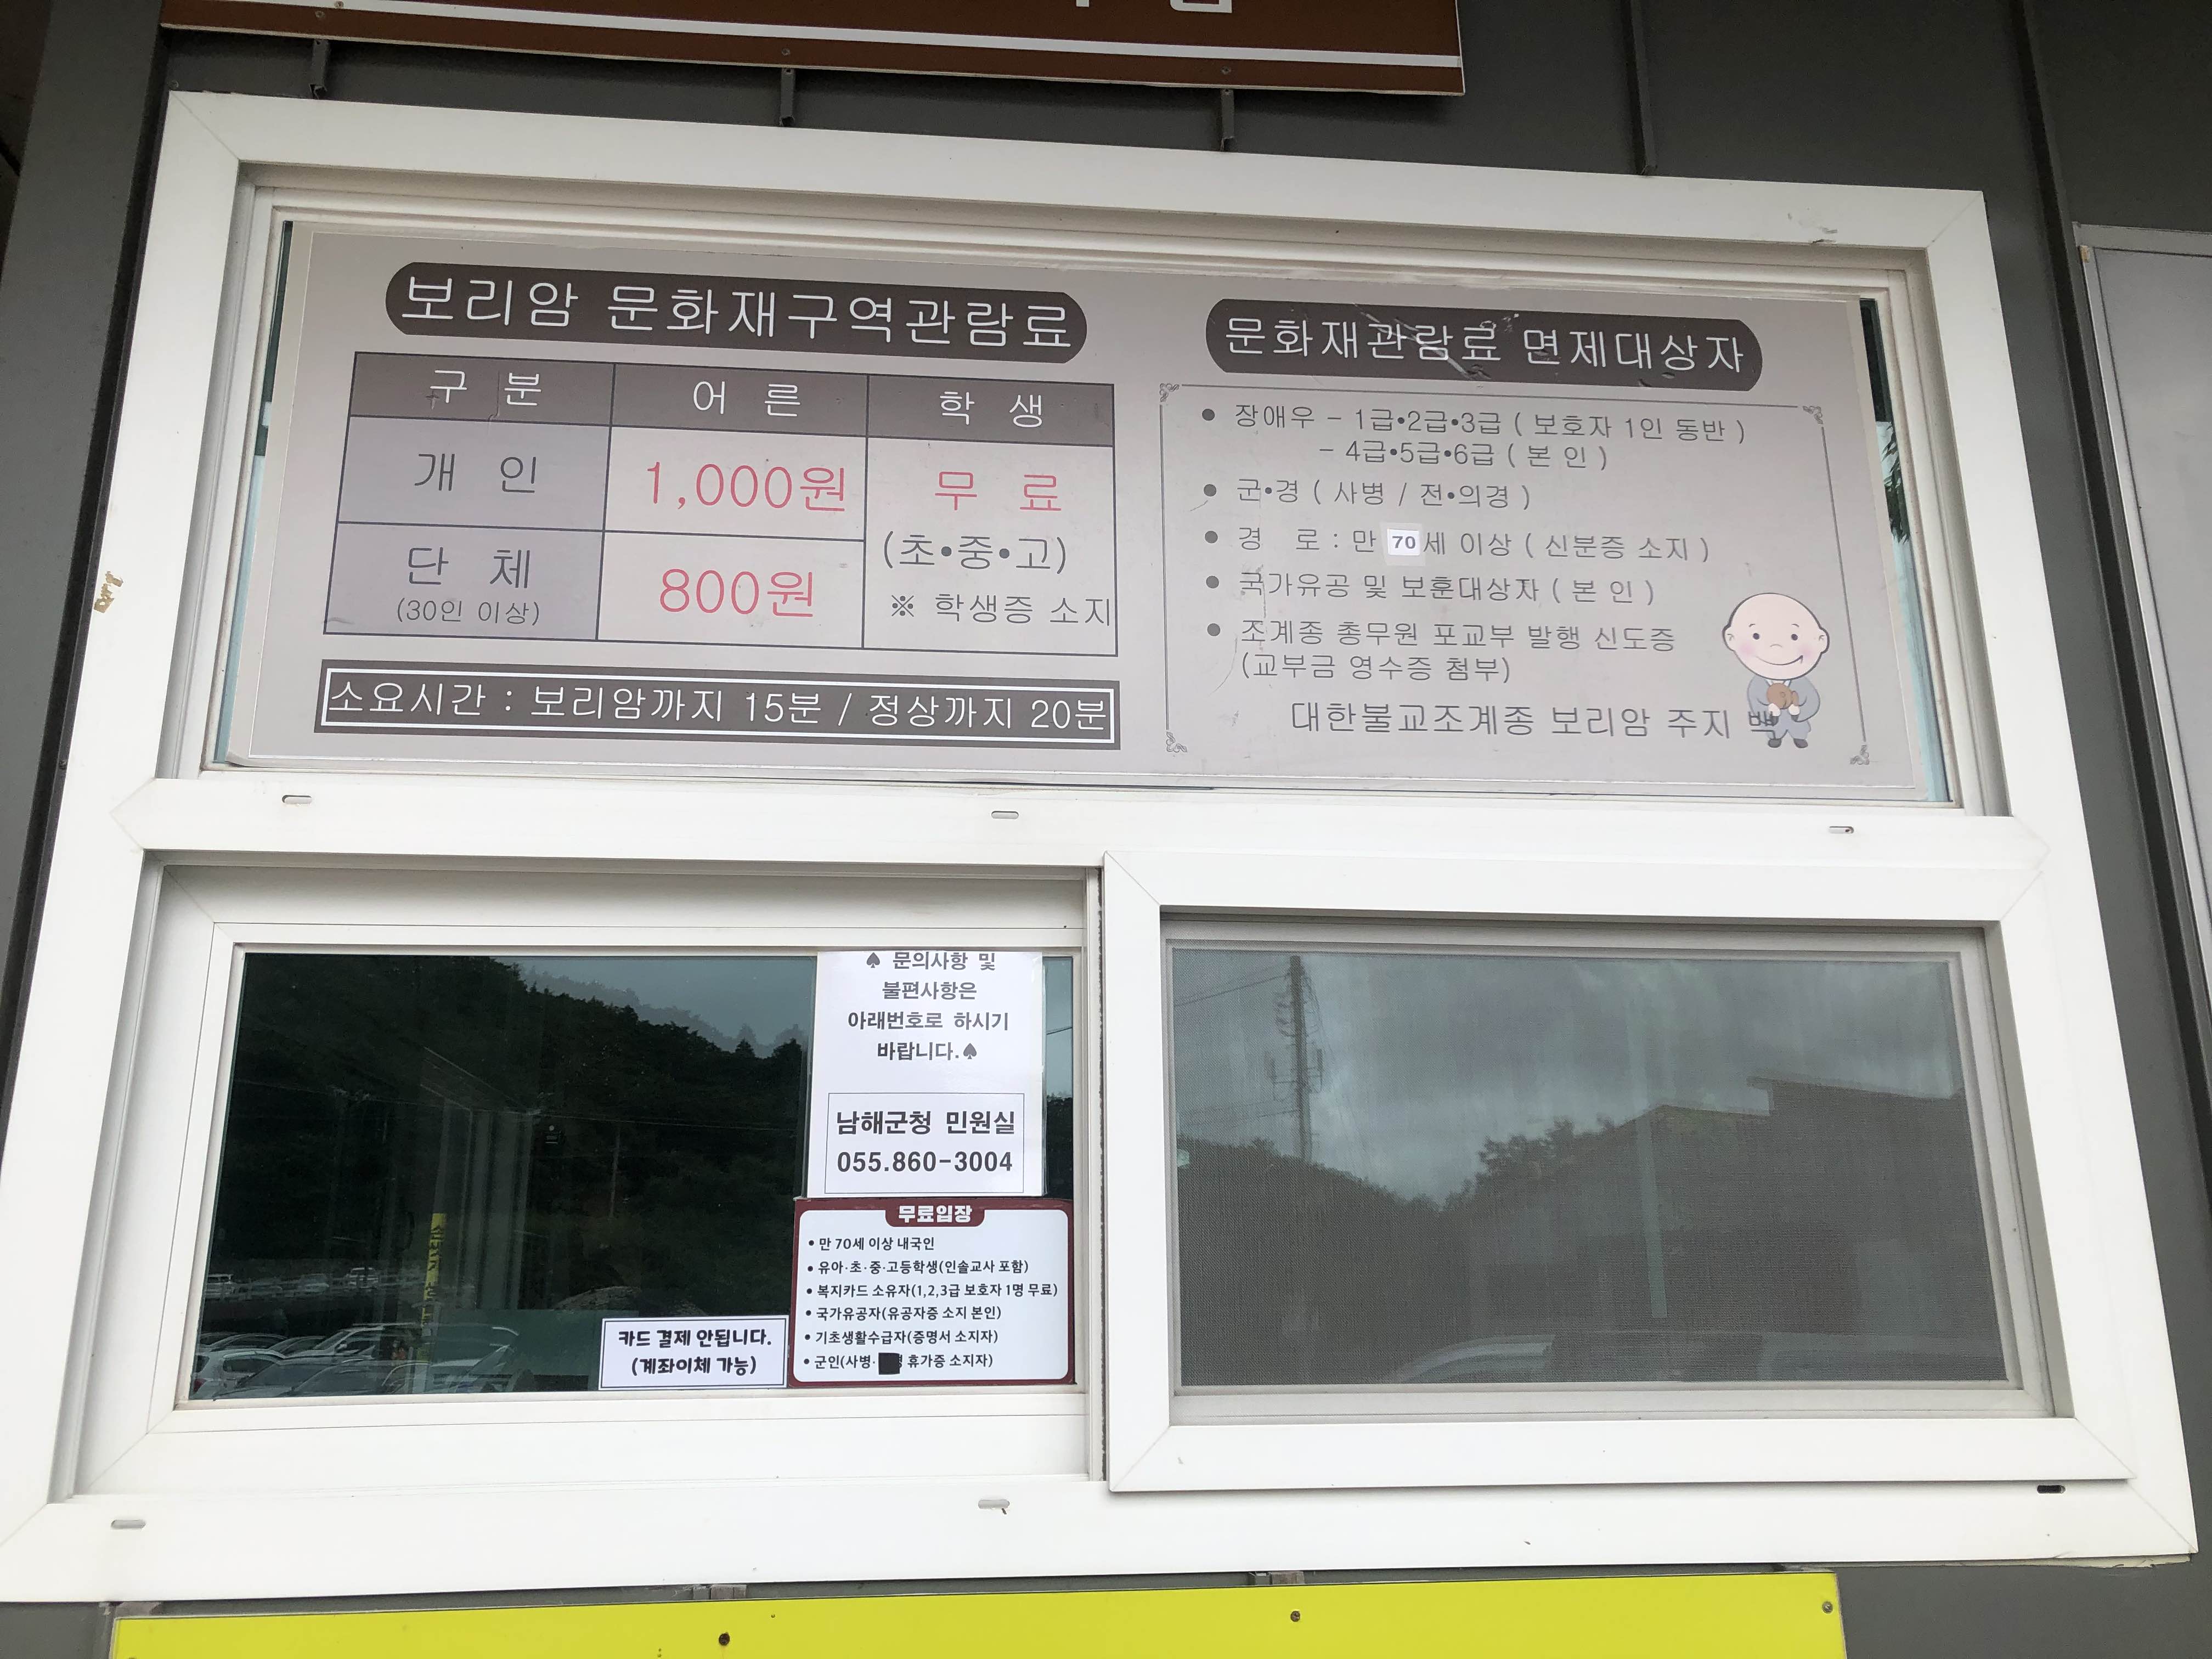 보리암 문화재구역관람료
구 분 어 른 학 생
개 인 1,000원 무 료
(초•중•고)
단 체 800원
(30인 이상) ※ 학생증 소지
소요시간 : 보리암까지 15분 / 정상까지 20분
문화재관람료 면제대상자
• 장애우 - 1급•2급•3급 ( 보호자 1인 동반 )
- 4급•5급•6급 ( 본 인 )
• 군•경 ( 사병 / 전•의경 )
• 경 로 : 만 70세 이상 ( 신분증 소지 )
• 국가유공 및 보훈대상자 ( 본 인 )
• 조계종 총무원 포교부 발행 신도증
(교부금 영수증 첨부)
대한불교조계종 보리암 주지 백
♠ 문의사항 및
불편사항은
아래번호로 하시기
바랍니다.♠
남해군청 민원실
055.860-3004
무료입장
• 만 70세 이상 내국인
• 유아·초·중·고등학생(인솔교사 포함)
• 복지카드 소유자(1,2,3급 보호자 1명 무료)
• 국가유공자(유공자증 소지 본인)
• 기초생활수급자(증명서 소지자)
• 군인(사병· 휴가증 소지자)
카드 결제 안됩니다.
(계좌이체 가능)